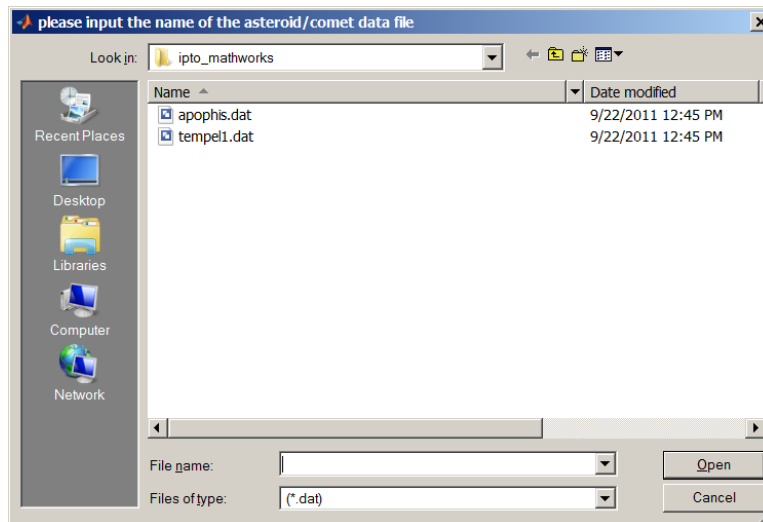 please input the name of the asteroid/comet data file
Look in: ipto_mathworks
Name Date modified
apophis.dat 9/22/2011 12:45 PM
tempel1.dat 9/22/2011 12:45 PM
Recent Places
Desktop
Libraries
Computer
Network
File name: Open
Files of type: (*.dat) Cancel